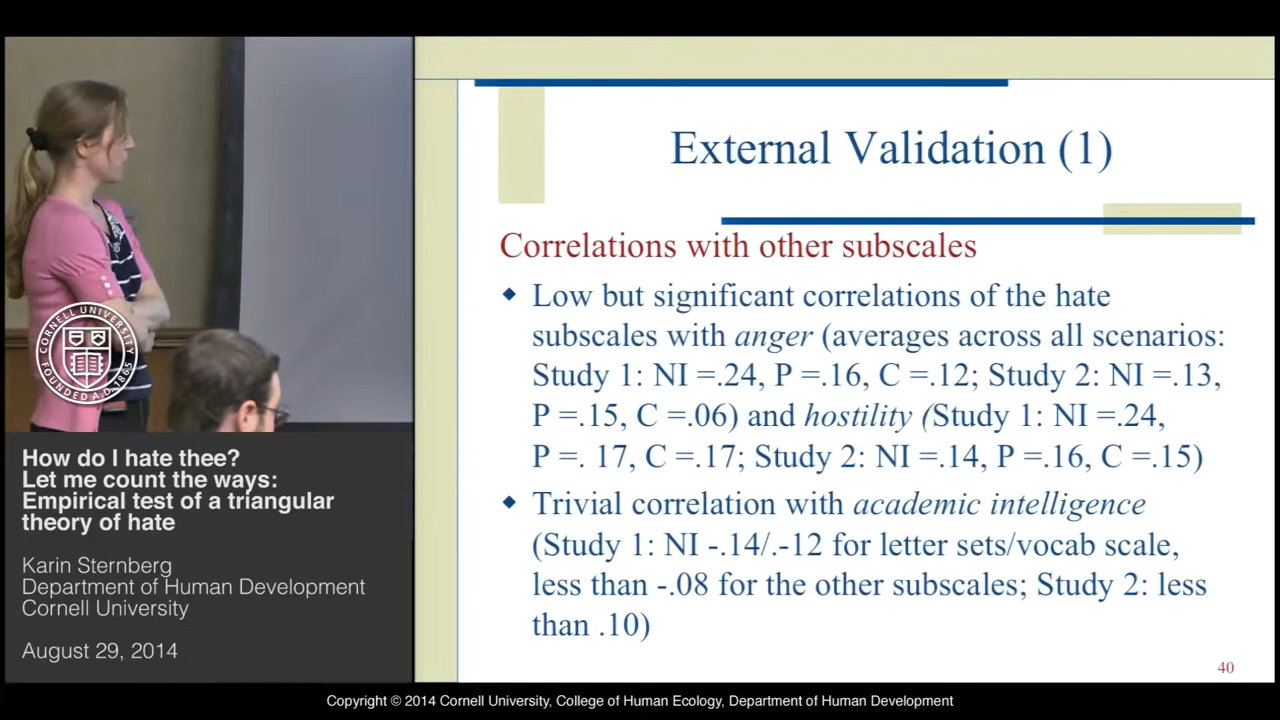 External Validation (1)
Correlations with other subscales
Low but significant correlations of the hate
subscales with anger (averages across all scenarios:
Study 1: NI =.24, P =.16, C =.12; Study 2: NI =.13,
P =.15, C =.06) and hostility (Study 1: NI =.24,
P =. 17, C =.17; Study 2: NI =.14, P =.16, C =.15)
Trivial correlation with academic intelligence
(Study 1: NI -.14/.-12 for letter sets/vocab scale,
less than -.08 for the other subscales; Study 2: less
than .10)
40
CORNELL UNIVERSITY
FOUNDED A.D. 1865
How do I hate thee?
Let me count the ways:
Empirical test of a triangular
theory of hate
Karin Sternberg
Department of Human Development
Cornell University
August 29, 2014
Copyright © 2014 Cornell University, College of Human Ecology, Department of Human Development